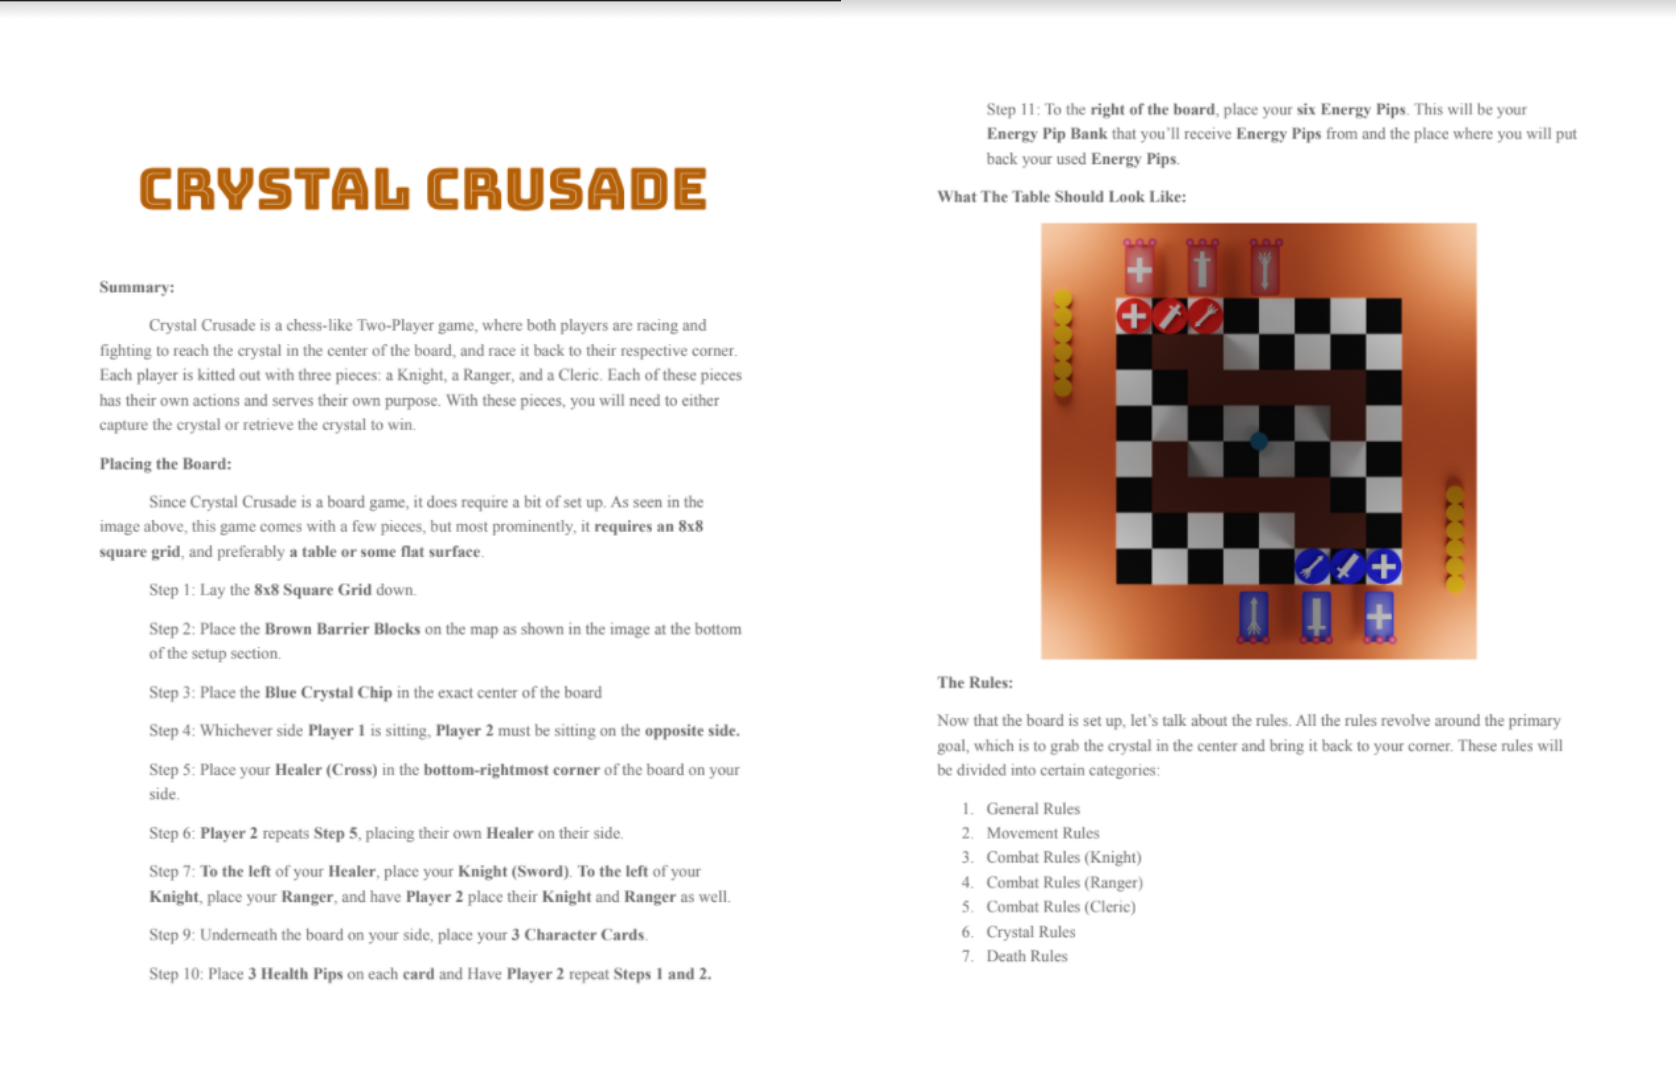 CRYSTAL CRUSADE
Summary:
Crystal Crusade is a chess-like Two-Player game, where both players are racing and
fighting to reach the crystal in the center of the board, and race it back to their respective corner.
Each player is kitted out with three pieces: a Knight, a Ranger, and a Cleric. Each of these pieces
has their own actions and serves their own purpose. With these pieces, you will need to either
capture the crystal or retrieve the crystal to win.
Placing the Board:
Since Crystal Crusade is a board game, it does require a bit of set up. As seen in the
image above, this game comes with a few pieces, but most prominently, it requires an 8x8
square grid, and preferably a table or some flat surface.
Step 1: Lay the 8x8 Square Grid down.
Step 2: Place the Brown Barrier Blocks on the map as shown in the image at the bottom
of the setup section.
Step 3: Place the Blue Crystal Chip in the exact center of the board
Step 4: Whichever side Player 1 is sitting, Player 2 must be sitting on the opposite side.
Step 5: Place your Healer (Cross) in the bottom-rightmost corner of the board on your
side.
Step 6: Player 2 repeats Step 5, placing their own Healer on their side.
Step 7: To the left of your Healer, place your Knight (Sword). To the left of your
Knight, place your Ranger, and have Player 2 place their Knight and Ranger as well.
Step 9: Underneath the board on your side, place your 3 Character Cards.
Step 10: Place 3 Health Pips on each card and Have Player 2 repeat Steps 1 and 2.
Step 11: To the right of the board, place your six Energy Pips. This will be your
Energy Pip Bank that you'll receive Energy Pips from and the place where you will put
back your used Energy Pips.
What The Table Should Look Like:
The Rules:
Now that the board is set up, let's talk about the rules. All the rules revolve around the primary
goal, which is to grab the crystal in the center and bring it back to your corner. These rules will
be divided into certain categories:
1. General Rules
2. Movement Rules
3. Combat Rules (Knight)
4. Combat Rules (Ranger)
5. Combat Rules (Cleric)
6. Crystal Rules
7. Death Rules